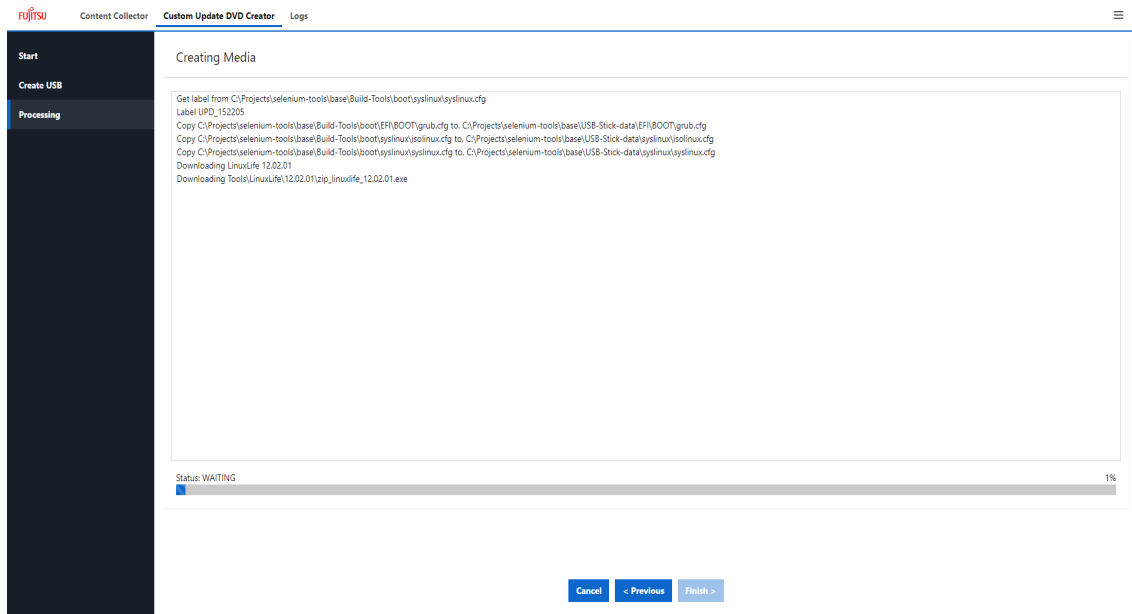 FUJITSU Content Collector Custom Update DVD Creator Logs
Start
Create USB
Processing
Creating Media
Get label from C:\Projects\selenium-tools\base\Build-Tools\boot\syslinux\syslinux.cfg
Label UPD_152205
Copy C:\Projects\selenium-tools\base\Build-Tools\boot\EFI\BOOT\grub.cfg to, C:\Projects\selenium-tools\base\USB-Stick-data\EFI\BOOT\grub.cfg
Copy C:\Projects\selenium-tools\base\Build-Tools\boot\syslinux\isolinux.cfg to, C:\Projects\selenium-tools\base\USB-Stick-data\syslinux\isolinux.cfg
Copy C:\Projects\selenium-tools\base\Build-Tools\boot\syslinux\syslinux.cfg to, C:\Projects\selenium-tools\base\USB-Stick-data\syslinux\syslinux.cfg
Downloading LinuxLife 12.02.01
Downloading Tools\LinuxLife\12.02.01\zip_linuxlife_12.02.01.exe
Status: WAITING 1%
Cancel < Previous Finish >